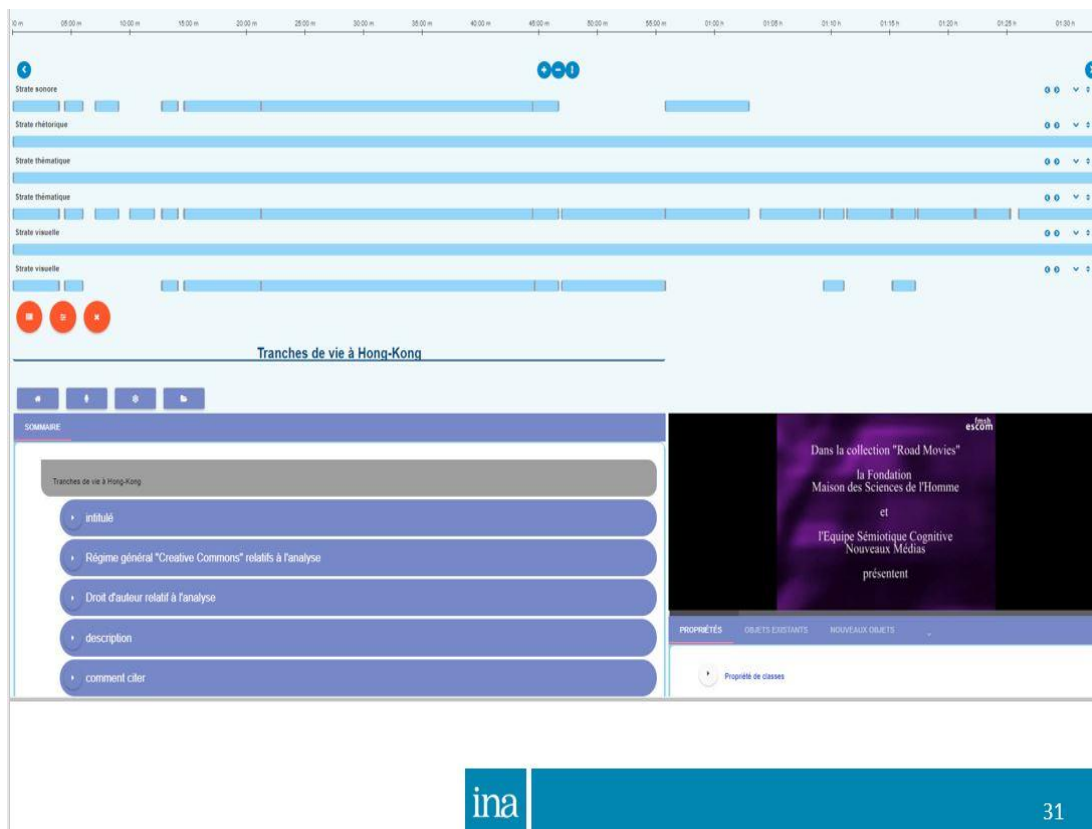 00 m 05:00 m 10:00 m 15:00 m 20:00 m 25:00 m 30:00 m 35:00 m 40:00 m 45:00 m 50:00 m 55:00 m 01:00 h 01:05 h 01:10 h 01:15 h 01:20 h 01:25 h 01:30 h
Strate sonore
Strate rhétorique
Strate thématique
Strate thématique
Strate visuelle
Strate visuelle
Tranches de vie à Hong-Kong
SOMMAIRE
Tranches de vie à Hong-Kong
intitulé
Régime général "Creative Commons" relatifs à l'analyse
Droit d'auteur relatif à l'analyse
description
comment citer
fmsh
escom
Dans la collection "Road Movies"
la Fondation
Maison des Sciences de l'Homme
et
l'Equipe Sémiotique Cognitive
Nouveaux Médias
présentent
PROPRIÉTÉS OBJETS EXISTANTS NOUVEAUX OBJETS
Propriété de classes
ina
31